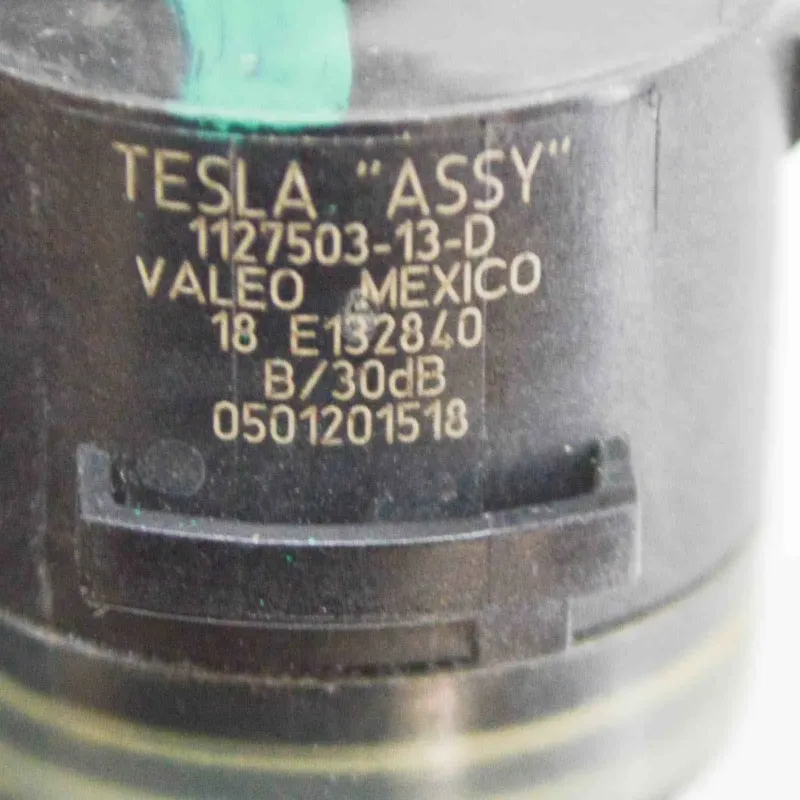 TESLA "ASSY"
1127503-13-D
VALEO MEXICO
18 E132840
B/30dB
0501201518